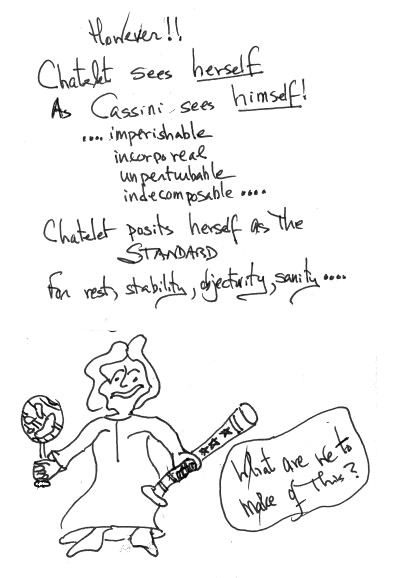 However!!
Chatelet sees herself
As Cassini sees himself!
.... imperishable
incorporeal
unperturbable
indecomposable ....
Chatelet posits herself as the
STANDARD
for rest, stability, objectivity, sanity ....
What are we to
make of this?